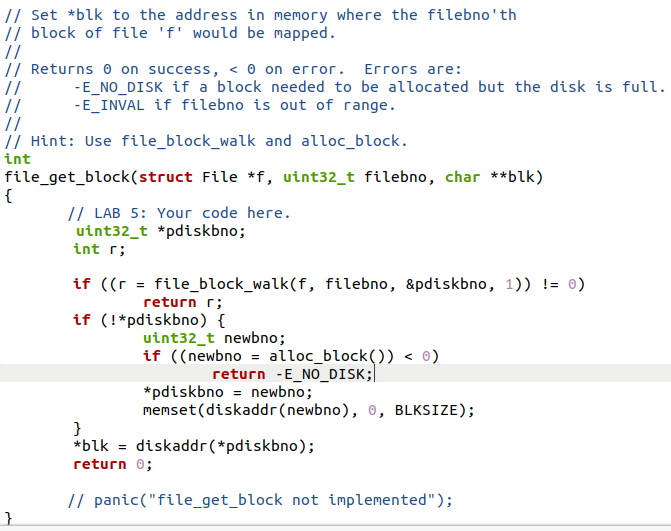 // Set *blk to the address in memory where the filebno'th
// block of file 'f' would be mapped.
//
// Returns 0 on success, < 0 on error.  Errors are:
//	-E_NO_DISK if a block needed to be allocated but the disk is full.
//	-E_INVAL if filebno is out of range.
//
// Hint: Use file_block_walk and alloc_block.
int
file_get_block(struct File *f, uint32_t filebno, char **blk)
{
	// LAB 5: Your code here.
	uint32_t *pdiskbno;
	int r;

	if ((r = file_block_walk(f, filebno, &pdiskbno, 1)) != 0)
		return r;
	if (!*pdiskbno) {
		uint32_t newbno;
		if ((newbno = alloc_block()) < 0)
			return -E_NO_DISK;
		*pdiskbno = newbno;
		memset(diskaddr(newbno), 0, BLKSIZE);
	}
	*blk = diskaddr(*pdiskbno);
	return 0;

	// panic("file_get_block not implemented");
}